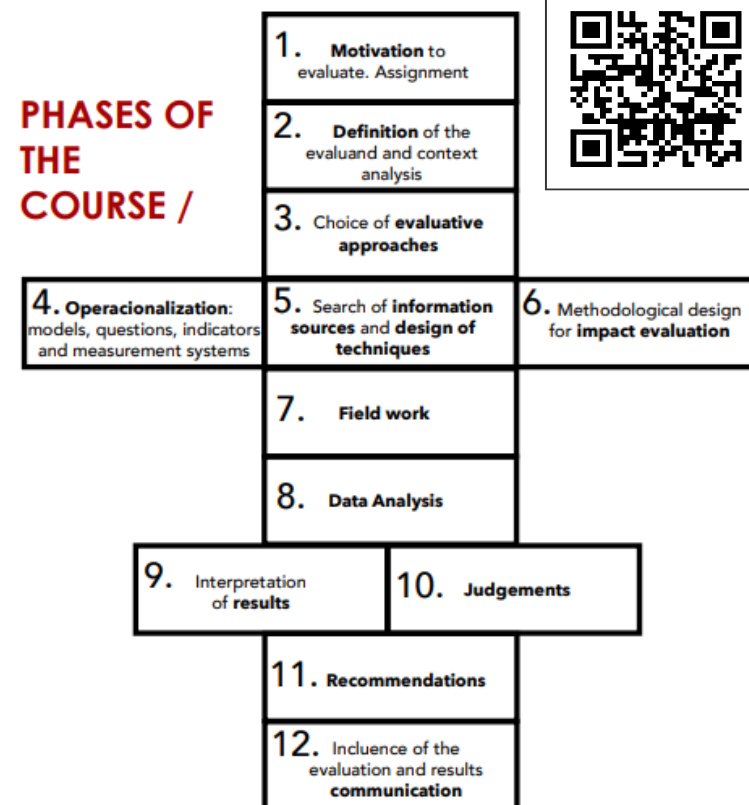 PHASES OF
THE
COURSE /
1. Motivation to
evaluate. Assignment
2. Definition of the
evaluand and context
analysis
3. Choice of evaluative
approaches
4. Operacionalization:
models, questions, indicators
and measurement systems
5. Search of information
sources and design of
techniques
6. Methodological design
for impact evaluation
7. Field work
8. Data Analysis
9. Interpretation
of results
10. Judgements
11. Recommendations
12. Incluence of the
evaluation and results
communication